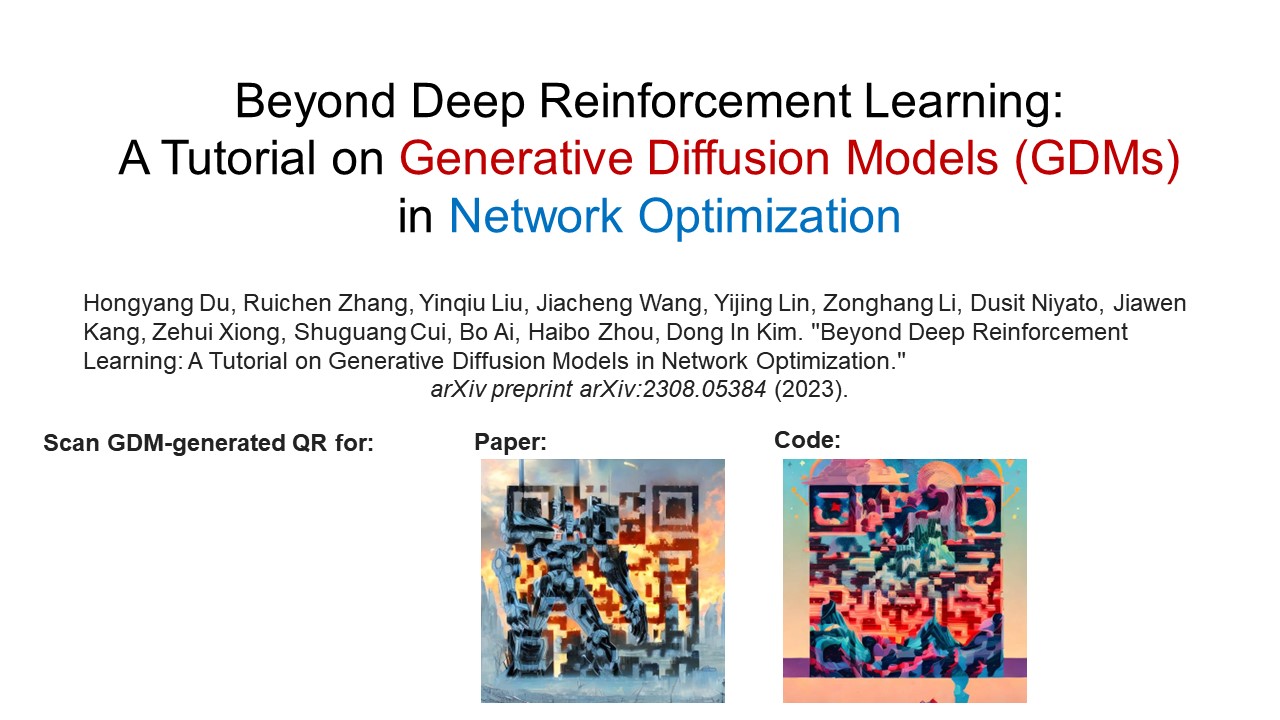 Beyond Deep Reinforcement Learning:
A Tutorial on Generative Diffusion Models (GDMs)
in Network Optimization
Hongyang Du, Ruichen Zhang, Yinqiu Liu, Jiacheng Wang, Yijing Lin, Zonghang Li, Dusit Niyato, Jiawen
Kang, Zehui Xiong, Shuguang Cui, Bo Ai, Haibo Zhou, Dong In Kim. "Beyond Deep Reinforcement
Learning: A Tutorial on Generative Diffusion Models in Network Optimization."
arXiv preprint arXiv:2308.05384 (2023).
Scan GDM-generated QR for:
Paper:
Code: